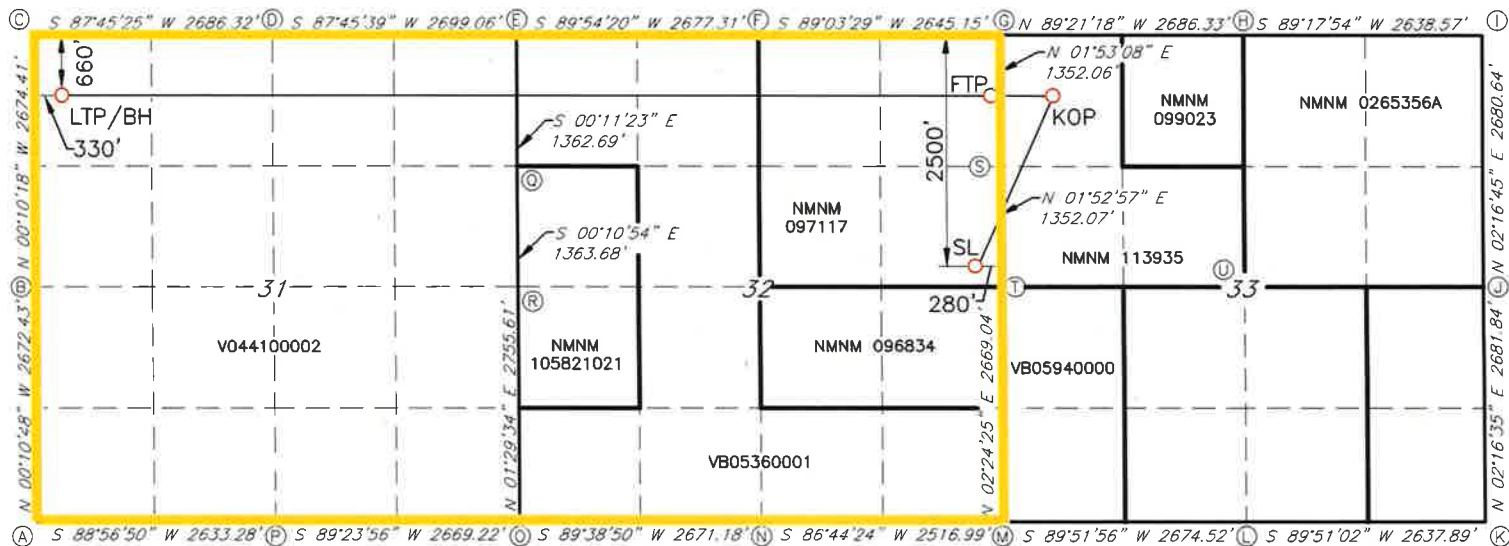 C S 87°45'25" W 2686.32' D S 87°45'39" W 2699.06' E S 89°54'20" W 2677.31' F S 89°03'29" W 2645.15' G N 89°21'18" W 2686.33' H S 89°17'54" W 2638.57' I
660'
N 01°53'08" E
1352.06'
FTP
KOP
LTP/BH
330'
NMNM
099023
NMNM 0265356A
N 00°10'18" W 2674.41'
N 02°16'45" E 2680.64'
S 00°11'23" E
1362.69'
2500'
S
Q
NMNM
097117
N 01°52'57" E
1352.07'
S 00°10'54" E
1363.68'
SL
NMNM 113935
U
B
31
R
32
280'
T
33
J
V044100002
NMNM
105821021
NMNM 096834
VB05940000
N 00°10'48" W 2672.43'
N 01°29'34" E 2755.61'
N 02°24'25" E 2669.04'
N 02°16'35" E 2681.84'
VB05360001
A S 88°56'50" W 2633.28' P S 89°23'56" W 2669.22' O S 89°38'50" W 2671.18' N S 86°44'24" W 2516.99' M S 89°51'56" W 2674.52' L S 89°51'02" W 2637.89' K